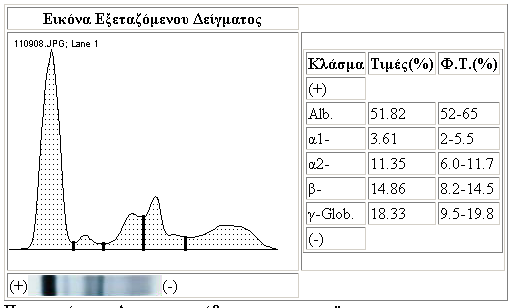 Εικόνα Εξεταζόμενου Δείγματος
110908.JPG; Lane 1
Κλάσμα Τιμές(%) Φ.Τ.(%)
(+)
Alb. 51.82 52-65
α1- 3.61 2-5.5
α2- 11.35 6.0-11.7
β- 14.86 8.2-14.5
γ-Glob. 18.33 9.5-19.8
(-)
(+) (-)